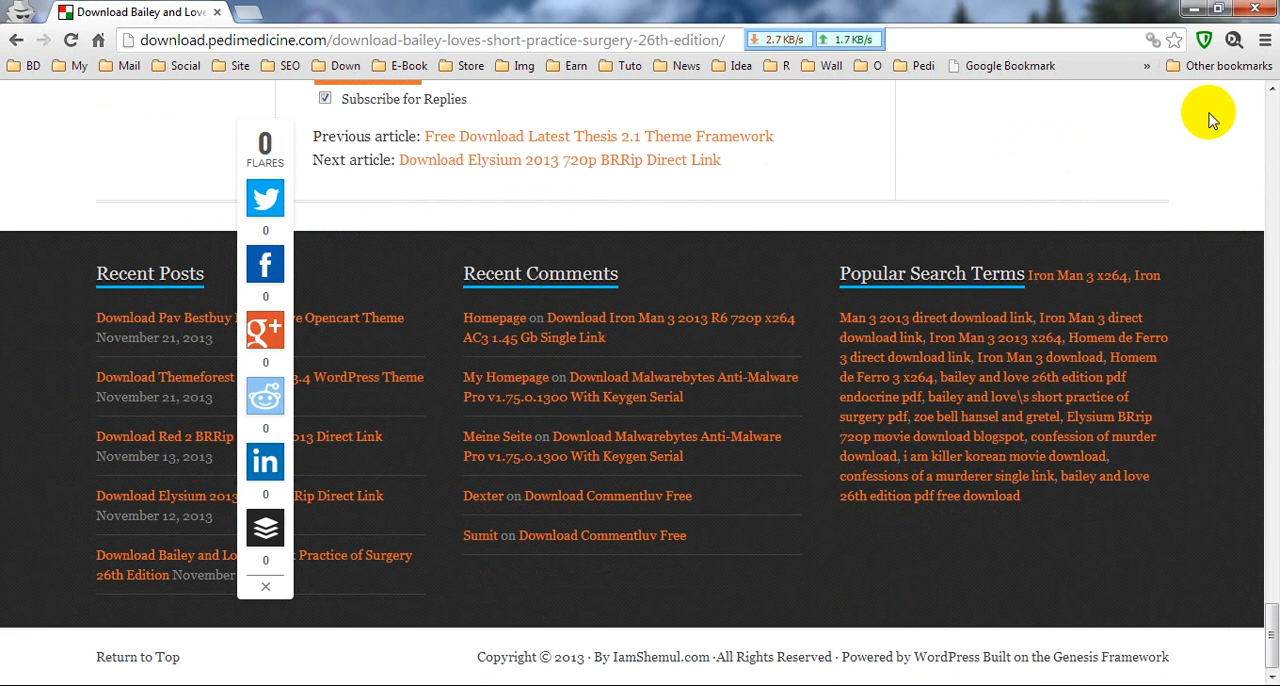 Download Bailey and Love
download.pedimedicine.com/download-bailey-loves-short-practice-surgery-26th-edition/
2.7 KB/s
1.7 KB/s
BD My Mail Social Site SEO Down E-Book Store Img Earn Tuto News Idea R Wall O Pedi Google Bookmark » Other bookmarks
Subscribe for Replies
Previous article: Free Download Latest Thesis 2.1 Theme Framework
Next article: Download Elysium 2013 720p BRRip Direct Link
0
FLARES
0
0
0
0
0
0
×
Recent Posts
Download Pav Bestbuy Opencart Theme
November 21, 2013
Download Themeforest 3.4 WordPress Theme
November 21, 2013
Download Red 2 BRRip Direct Link
November 13, 2013
Download Elysium 2013 Rip Direct Link
November 12, 2013
Download Bailey and Practice of Surgery
26th Edition November
Recent Comments
Homepage on Download Iron Man 3 2013 R6 720p x264
AC3 1.45 Gb Single Link
My Homepage on Download Malwarebytes Anti-Malware
Pro v1.75.0.1300 With Keygen Serial
Meine Seite on Download Malwarebytes Anti-Malware
Pro v1.75.0.1300 With Keygen Serial
Dexter on Download Commentluv Free
Sumit on Download Commentluv Free
Popular Search Terms Iron Man 3 x264, Iron
Man 3 2013 direct download link, Iron Man 3 direct
download link, Iron Man 3 2013 x264, Homem de Ferro
3 direct download link, Iron Man 3 download, Homem
de Ferro 3 x264, bailey and love 26th edition pdf
endocrine pdf, bailey and love\s short practice of
surgery pdf, zoe bell hansel and gretel, Elysium BRrip
720p movie download blogspot, confession of murder
download, i am killer korean movie download,
confessions of a murderer single link, bailey and love
26th edition pdf free download
Return to Top
Copyright © 2013 · By IamShemul.com ·All Rights Reserved · Powered by WordPress Built on the Genesis Framework